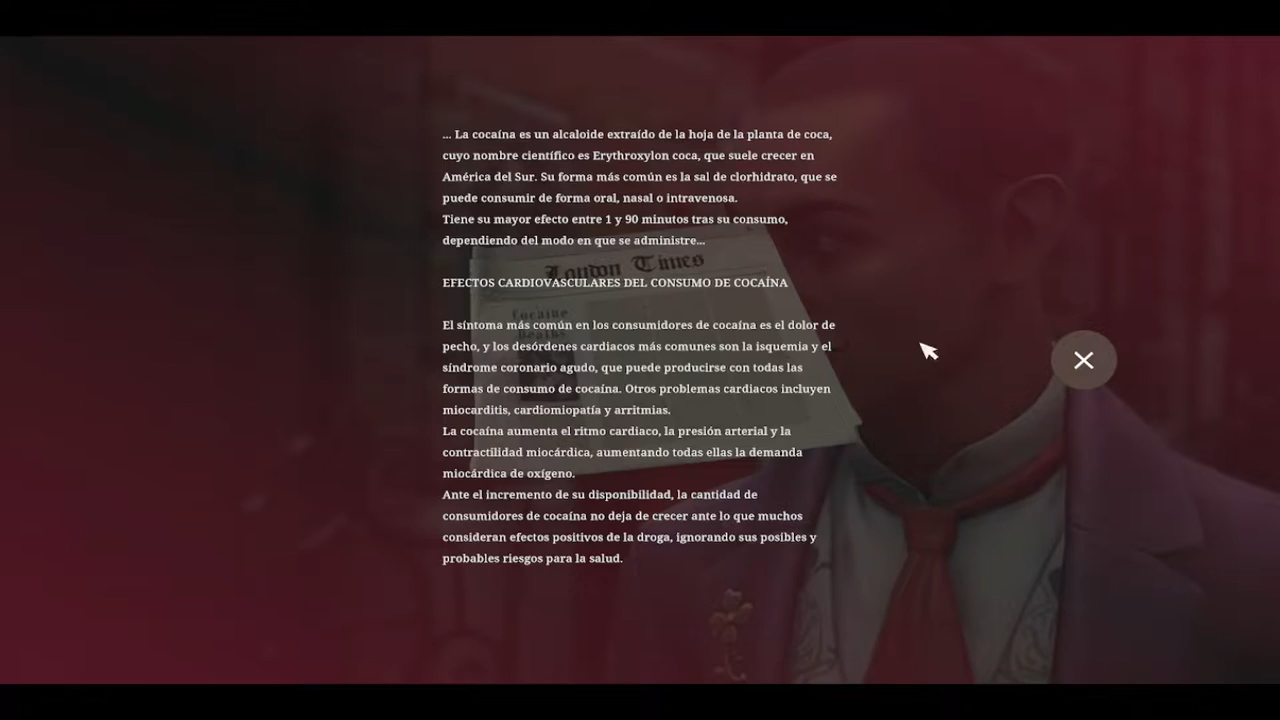 ... La cocaína es un alcaloide extraído de la hoja de la planta de coca,
cuyo nombre científico es Erythroxylon coca, que suele crecer en
América del Sur. Su forma más común es la sal de clorhidrato, que se
puede consumir de forma oral, nasal o intravenosa.
Tiene su mayor efecto entre 1 y 90 minutos tras su consumo,
dependiendo del modo en que se administre...
London Times
EFECTOS CARDIOVASCULARES DEL CONSUMO DE COCAÍNA
Cocaine
Deaths
El síntoma más común en los consumidores de cocaína es el dolor de
pecho, y los desórdenes cardiacos más comunes son la isquemia y el
síndrome coronario agudo, que puede producirse con todas las
formas de consumo de cocaína. Otros problemas cardiacos incluyen
miocarditis, cardiomiopatía y arritmias.
La cocaína aumenta el ritmo cardiaco, la presión arterial y la
contractilidad miocárdica, aumentando todas ellas la demanda
miocárdica de oxígeno.
Ante el incremento de su disponibilidad, la cantidad de
consumidores de cocaína no deja de crecer ante lo que muchos
consideran efectos positivos de la droga, ignorando sus posibles y
probables riesgos para la salud.